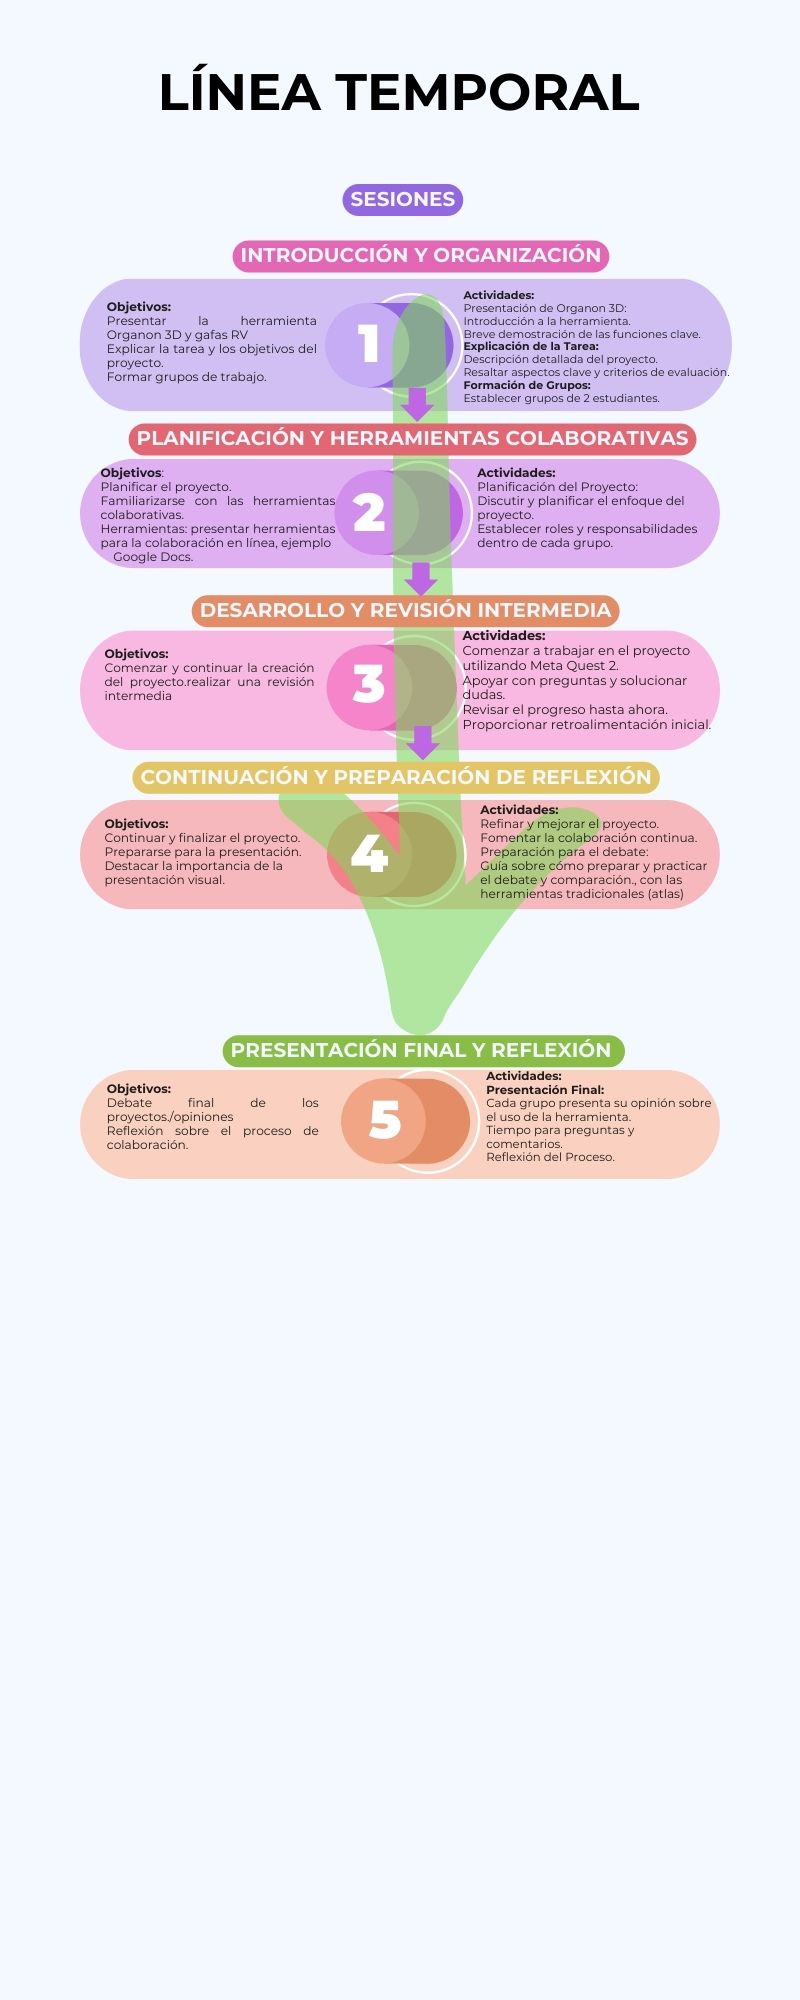 LÍNEA TEMPORAL
SESIONES
INTRODUCCIÓN Y ORGANIZACIÓN
Objetivos:
Presentar la herramienta
Organon 3D y gafas RV
Explicar la tarea y los objetivos del
proyecto.
Formar grupos de trabajo.
1
Actividades:
Presentación de Organon 3D:
Introducción a la herramienta.
Breve demostración de las funciones clave.
Explicación de la Tarea:
Descripción detallada del proyecto.
Resaltar aspectos clave y criterios de evaluación.
Formación de Grupos:
Establecer grupos de 2 estudiantes.
PLANIFICACIÓN Y HERRAMIENTAS COLABORATIVAS
Objetivos:
Planificar el proyecto.
Familiarizarse con las herramientas
colaborativas.
Herramientas: presentar herramientas
para la colaboración en línea, ejemplo
Google Docs.
2
Actividades:
Planificación del Proyecto:
Discutir y planificar el enfoque del
proyecto.
Establecer roles y responsabilidades
dentro de cada grupo.
DESARROLLO Y REVISIÓN INTERMEDIA
Objetivos:
Comenzar y continuar la creación
del proyecto.realizar una revisión
intermedia
3
Actividades:
Comenzar a trabajar en el proyecto
utilizando Meta Quest 2.
Apoyar con preguntas y solucionar
dudas.
Revisar el progreso hasta ahora.
Proporcionar retroalimentación inicial.
CONTINUACIÓN Y PREPARACIÓN DE REFLEXIÓN
Objetivos:
Continuar y finalizar el proyecto.
Prepararse para la presentación.
Destacar la importancia de la
presentación visual.
4
Actividades:
Refinar y mejorar el proyecto.
Fomentar la colaboración continua.
Preparación para el debate:
Guía sobre cómo preparar y practicar
el debate y comparación., con las
herramientas tradicionales (atlas)
PRESENTACIÓN FINAL Y REFLEXIÓN
Objetivos:
Debate final de los
proyectos./opiniones
Reflexión sobre el proceso de
colaboración.
5
Actividades:
Presentación Final:
Cada grupo presenta su opinión sobre
el uso de la herramienta.
Tiempo para preguntas y
comentarios.
Reflexión del Proceso.